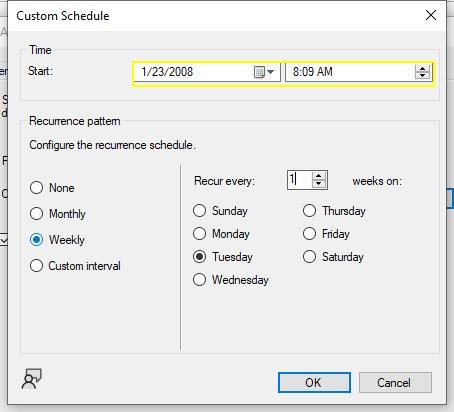 Custom Schedule
Time
Start:
1/23/2008
8:09 AM
Recurrence pattern
Configure the recurrence schedule.
None
Monthly
Weekly
Custom interval
Recur every:
1
weeks on:
Sunday
Monday
Tuesday
Wednesday
Thursday
Friday
Saturday
OK
Cancel